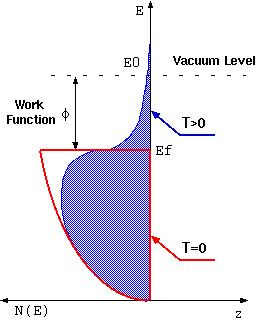 E
E0
Vacuum Level
Work
Function
ϕ
T>0
Ef
T=0
N(E)
z